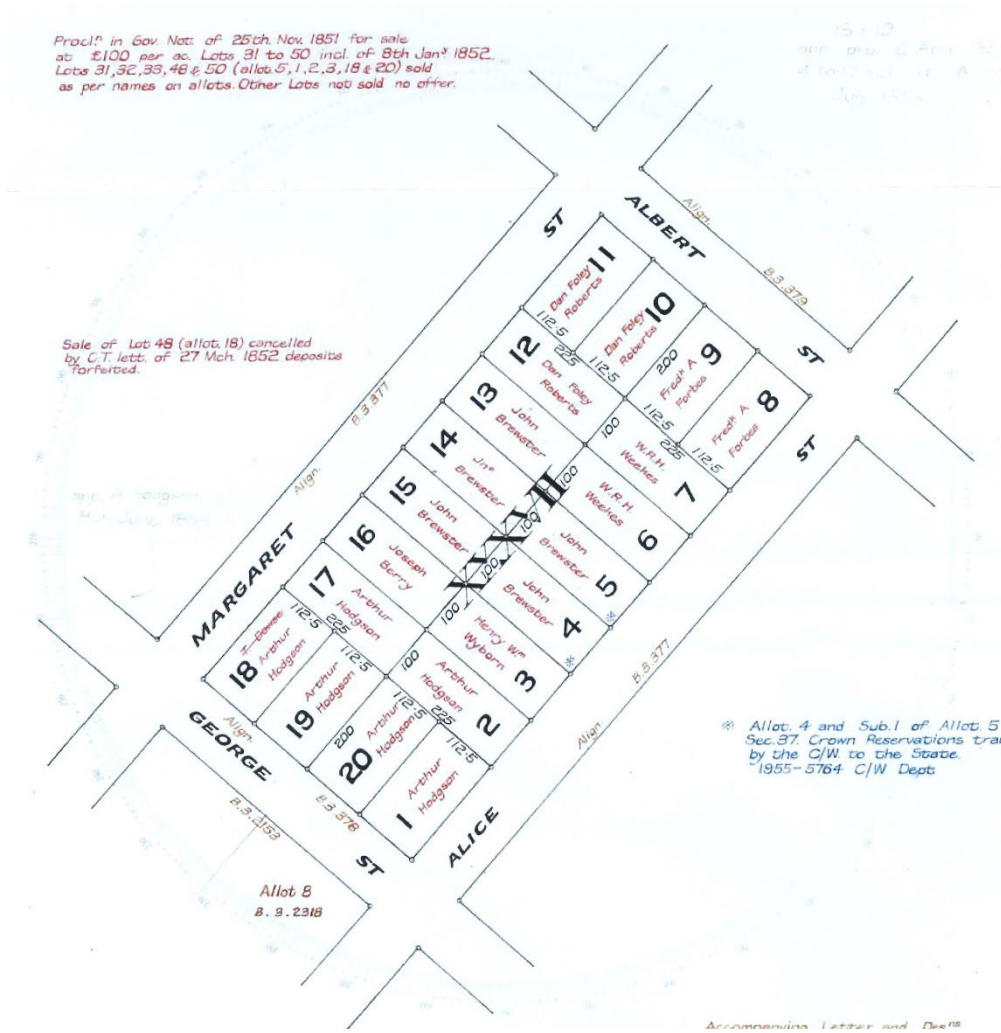 Procl.n in Gov. Not. of 25th. Nov. 1851 for sale
at £100 per ac. Lots 31 to 50 incl. of 8th Jany 1852.
Lots 31,32,33,48 & 50 (allot. 5,1,2,3,18 & 20) sold
as per names on allots. Other Lots not sold no offer.
Sale of Lot 48 (allot. 18) cancelled
by C.T. lett. of 27 Mch. 1852 deposits
forfeited.
ALBERT
ST
Align.
B.3.379
MARGARET
ST
Align.
B.3.377
11
Dan Foley
Roberts
112·5
10
Dan Foley
Roberts
112·5
225
200
9
Fredk A
Forbes
112·5
8
Fredk A
Forbes
112·5
225
12
Dan Foley
Roberts
100
7
W.R.H.
Weekes
13
John
Brewster
100
6
W.R.H.
Weekes
14
Jno
Brewster
100
5
John
Brewster
15
John
Brewster
100
4
John
Brewster
XXXVII
16
Joseph
Berry
100
3
Henry Wm
Wyborn
17
Arthur
Hodgson
100
2
Arthur
Hodgson
18
Arthur
Hodgson
112·5
225
19
Arthur
Hodgson
112·5
200
20
Arthur
Hodgson
112·5
225
1
Arthur
Hodgson
112·5
GEORGE
ST
Align.
B.3.378
B.3.2153
ALICE
ST
Align.
B.3.377
Allot 8
B.3.2318
※ Allot. 4 and Sub.1 of Allot. 5
Sec.37. Crown Reservations
by the C/W. to the State.
1955-5764 C/W Dept
Accompanying Letter and Desns